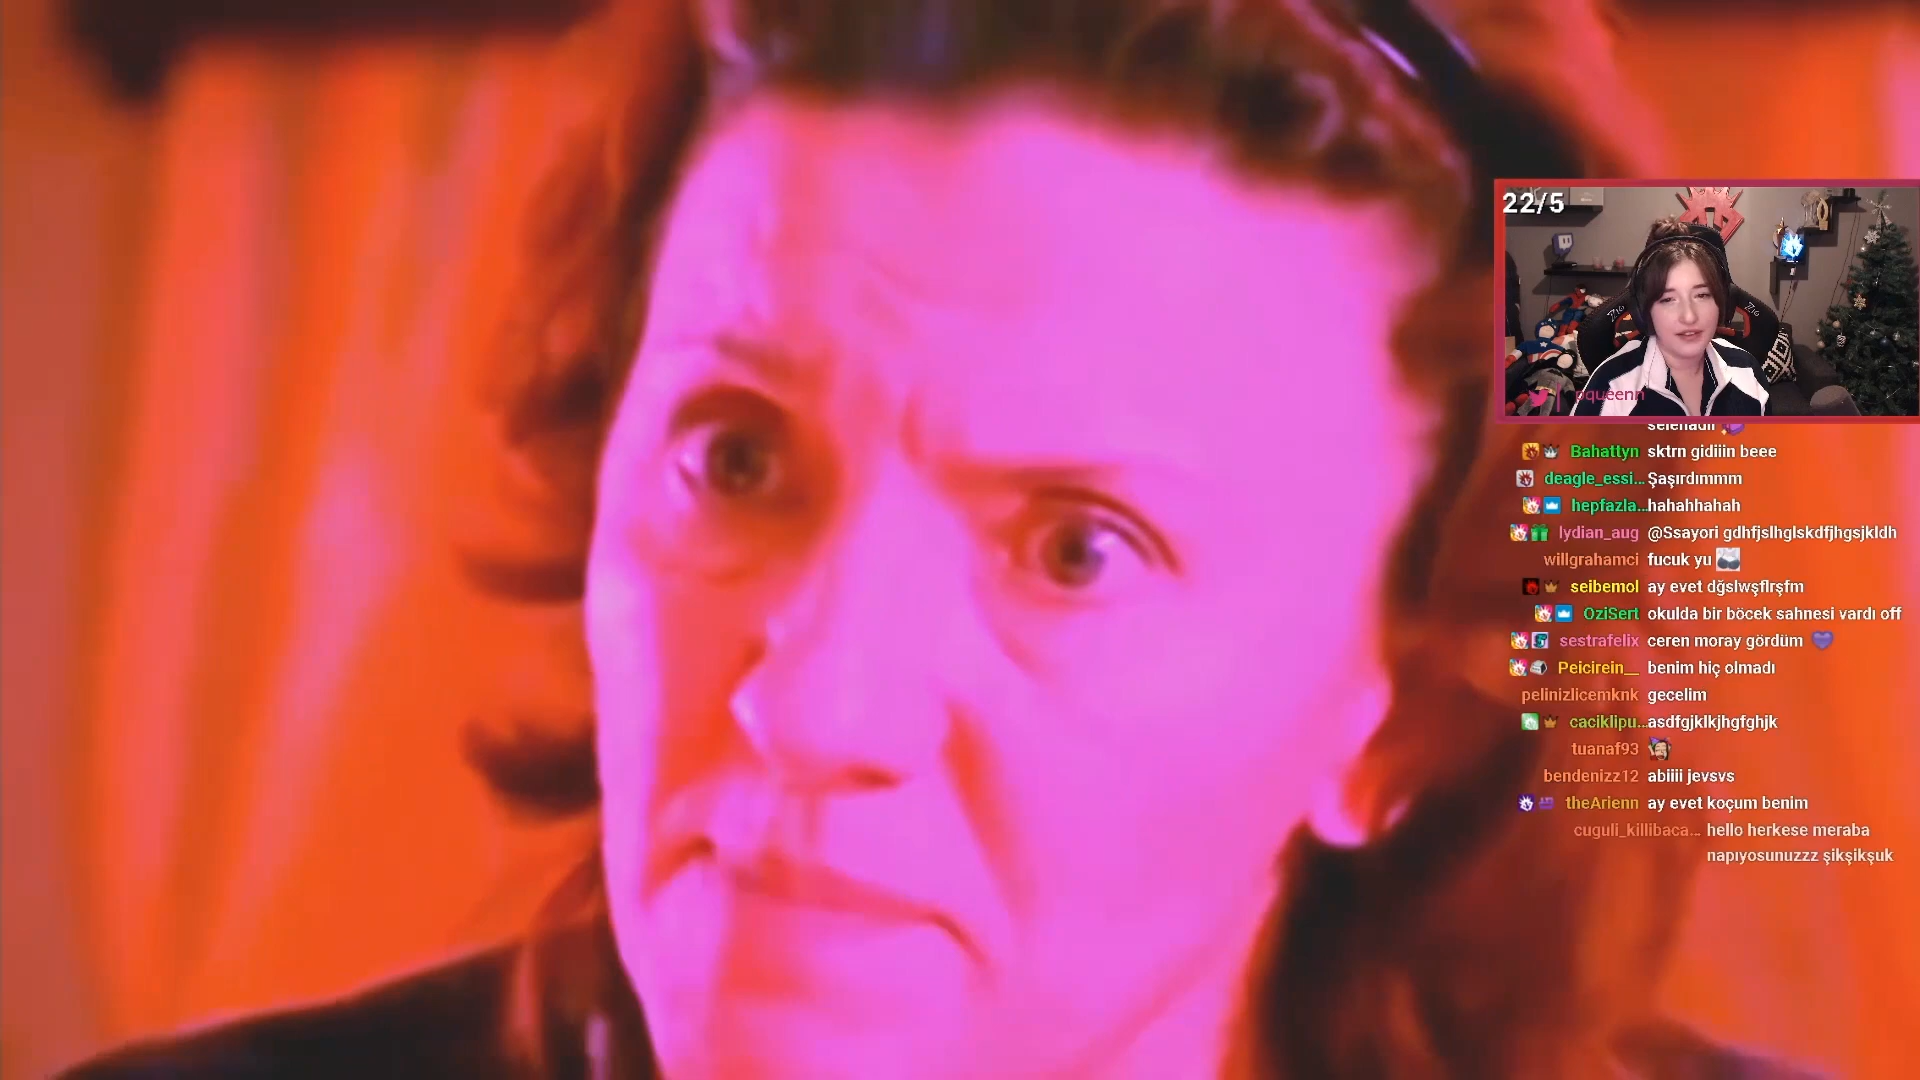 22/5
pqueenn
selenadıı
Bahattyn sktrn gidiiin beee
deagle_essi... Şaşırdımmm
hepfazla... hahahhahah
lydian_aug @Ssayori gdhfjslhglskdfjhgsjkldh
willgrahamci fucuk yu
seibemol ay evet dğslwşflrşfm
OziSert okulda bir böcek sahnesi vardı off
sestrafelix ceren moray gördüm
Peicirein__ benim hiç olmadı
pelinizlicemknk gecelim
caciklipu... asdfgjklkjhgfghjk
tuanaf93
bendenizz12 abiiii jevsvs
theArienn ay evet koçum benim
cuguli_killibaca... hello herkese meraba
napıyosunuzzz şikşikşuk